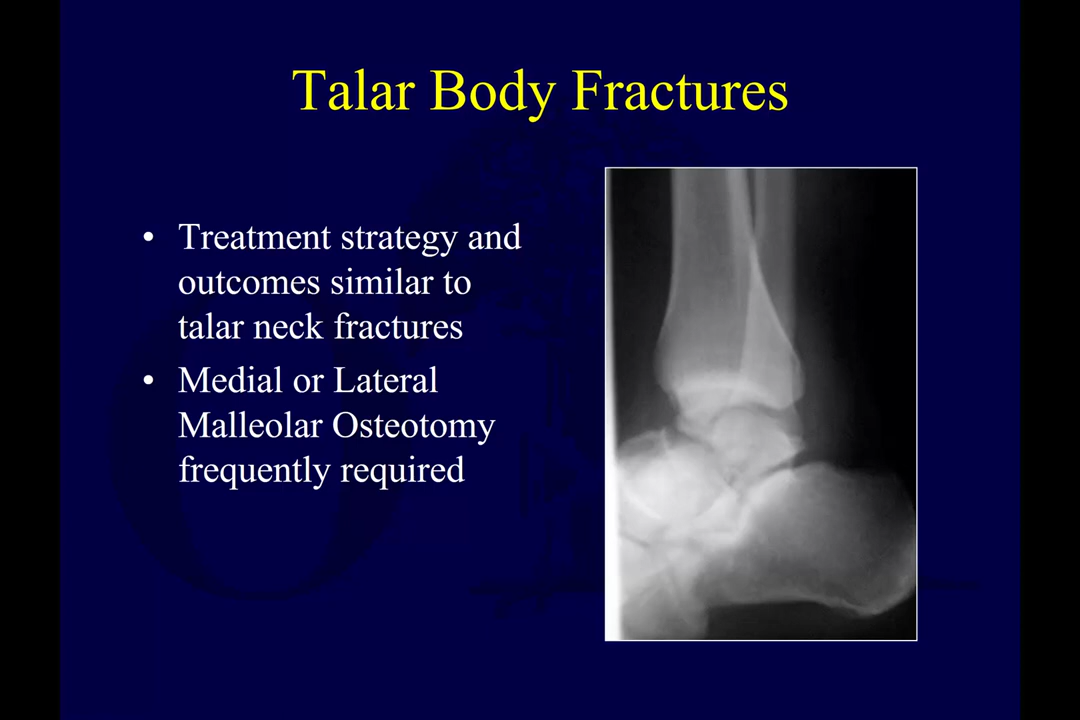 Talar Body Fractures
• Treatment strategy and
outcomes similar to
talar neck fractures
• Medial or Lateral
Malleolar Osteotomy
frequently required